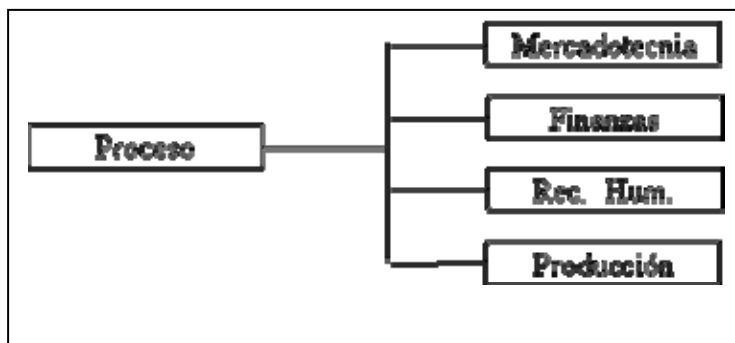 Proceso
Mercadotecnia
Finanzas
Rec. Hum.
Producción